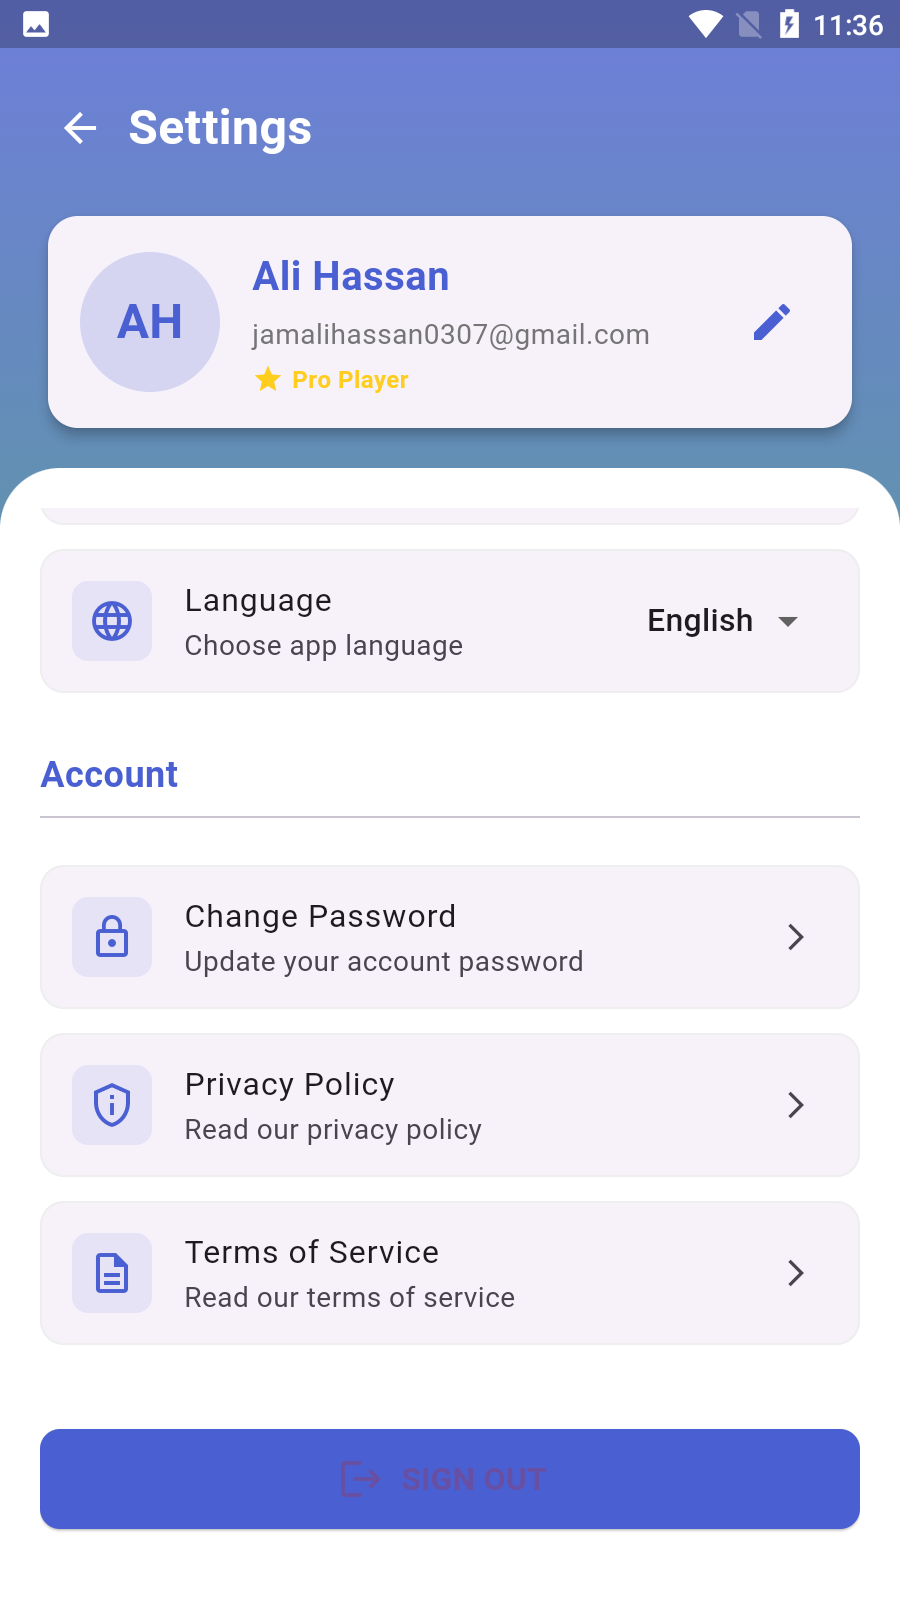 11:36
Settings
AH
Ali Hassan
jamalihassan0307@gmail.com
Pro Player
Language
Choose app language
English
Account
Change Password
Update your account password
Privacy Policy
Read our privacy policy
Terms of Service
Read our terms of service
SIGN OUT